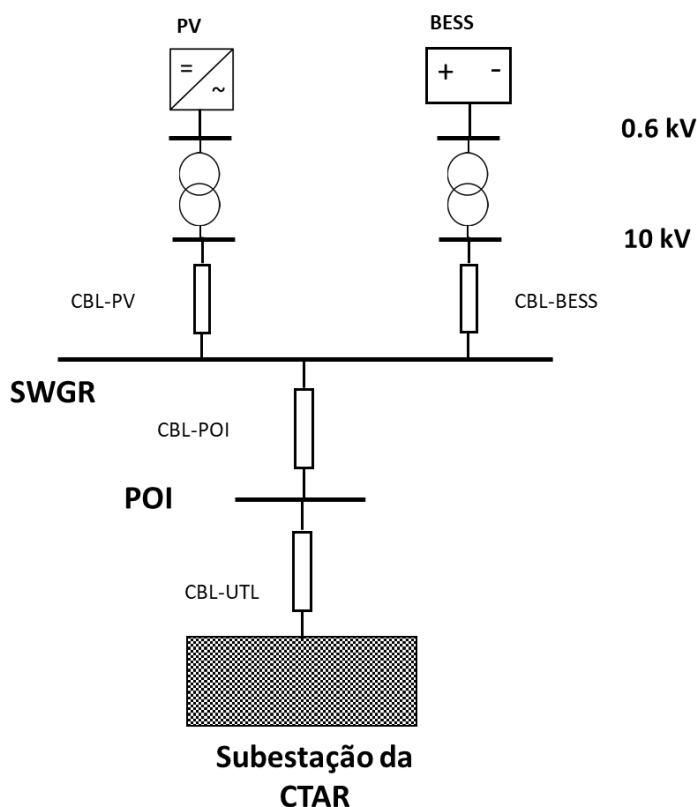 PV
BESS
=
~
+ -
0.6 kV
10 kV
CBL-PV
CBL-BESS
SWGR
CBL-POI
POI
CBL-UTL
Subestação da
CTAR